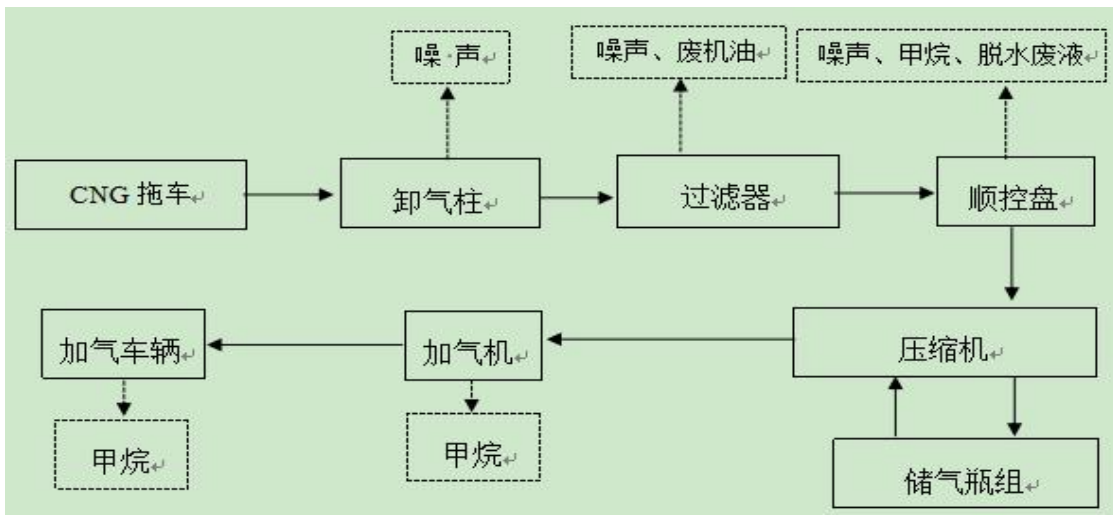 噪声
噪声、废机油
噪声、甲烷、脱水废液
CNG 拖车
卸气柱
过滤器
顺控盘
加气车辆
加气机
压缩机
甲烷
甲烷
储气瓶组